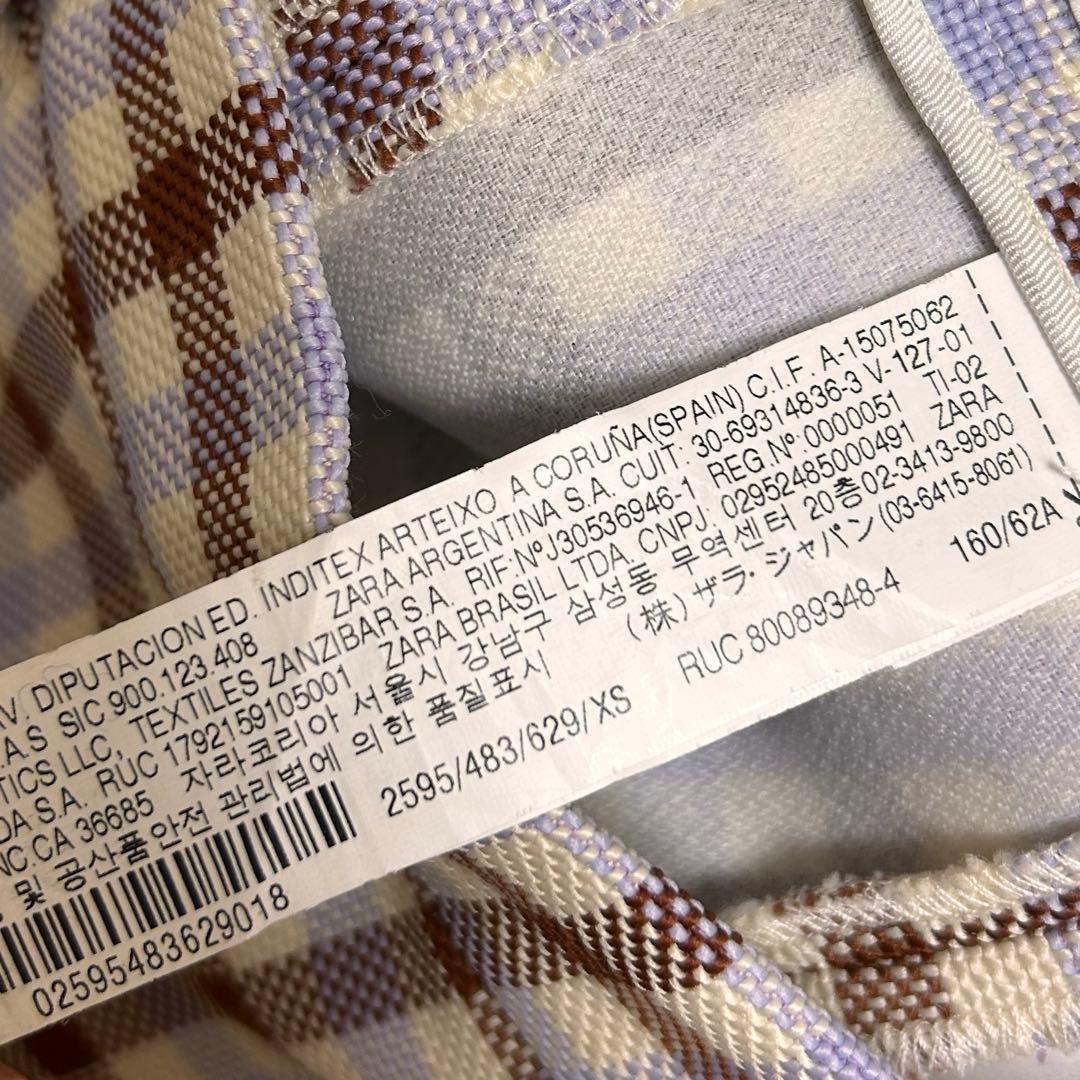 AV DIPUTACION ED. INDITEX ARTEIXO A CORUÑA(SPAIN) C.I.F. A-15075062
.A.S SIC 900.123.408 ZARA ARGENTINA S.A. CUIT: 30-69314836-3 V-127-01
TICS LLC, TEXTILES ZANZIBAR S.A. RIF:NºJ30536946-1 REG Nº:0000051 TI-02
DA S.A. RUC 1792159105001 ZARA BRASIL LTDA. CNPJ: 02952485000491 ZARA
NC.CA 36685 자라코리아 서울시 강남구 삼성동 무역센터 20층02-3413-9800
및 공산품안전 관리법에 의한 품질표시 (株) ザラ・ジャパン(03-6415-8061)
2595/483/629/XS RUC 80089348-4 160/62A
02595483629018